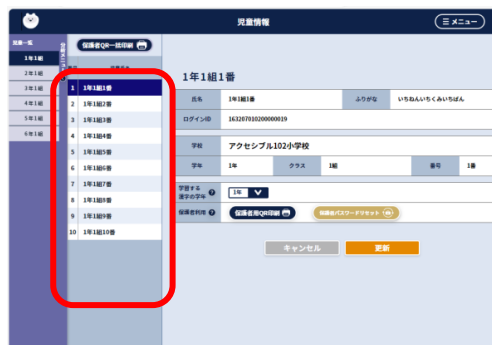 児童情報
メニュー
児童一覧
1年1組
2年1組
3年1組
4年1組
5年1組
6年1組
保護者QR一括印刷
1 1年1組1番
2 1年1組2番
3 1年1組3番
4 1年1組4番
5 1年1組5番
6 1年1組6番
7 1年1組7番
8 1年1組8番
9 1年1組9番
10 1年1組10番
1年1組1番
氏名 1年1組1番 ふりがな いちねんいちくみいちばん
ログインID 163287010200000019
学校 アクセシブル102小学校
学年 1年 クラス 1組 番号 1番
学習する
漢字の学年 ? 1年
保護者利用 ? 保護者用QR印刷 保護者パスワードリセット
キャンセル 更新